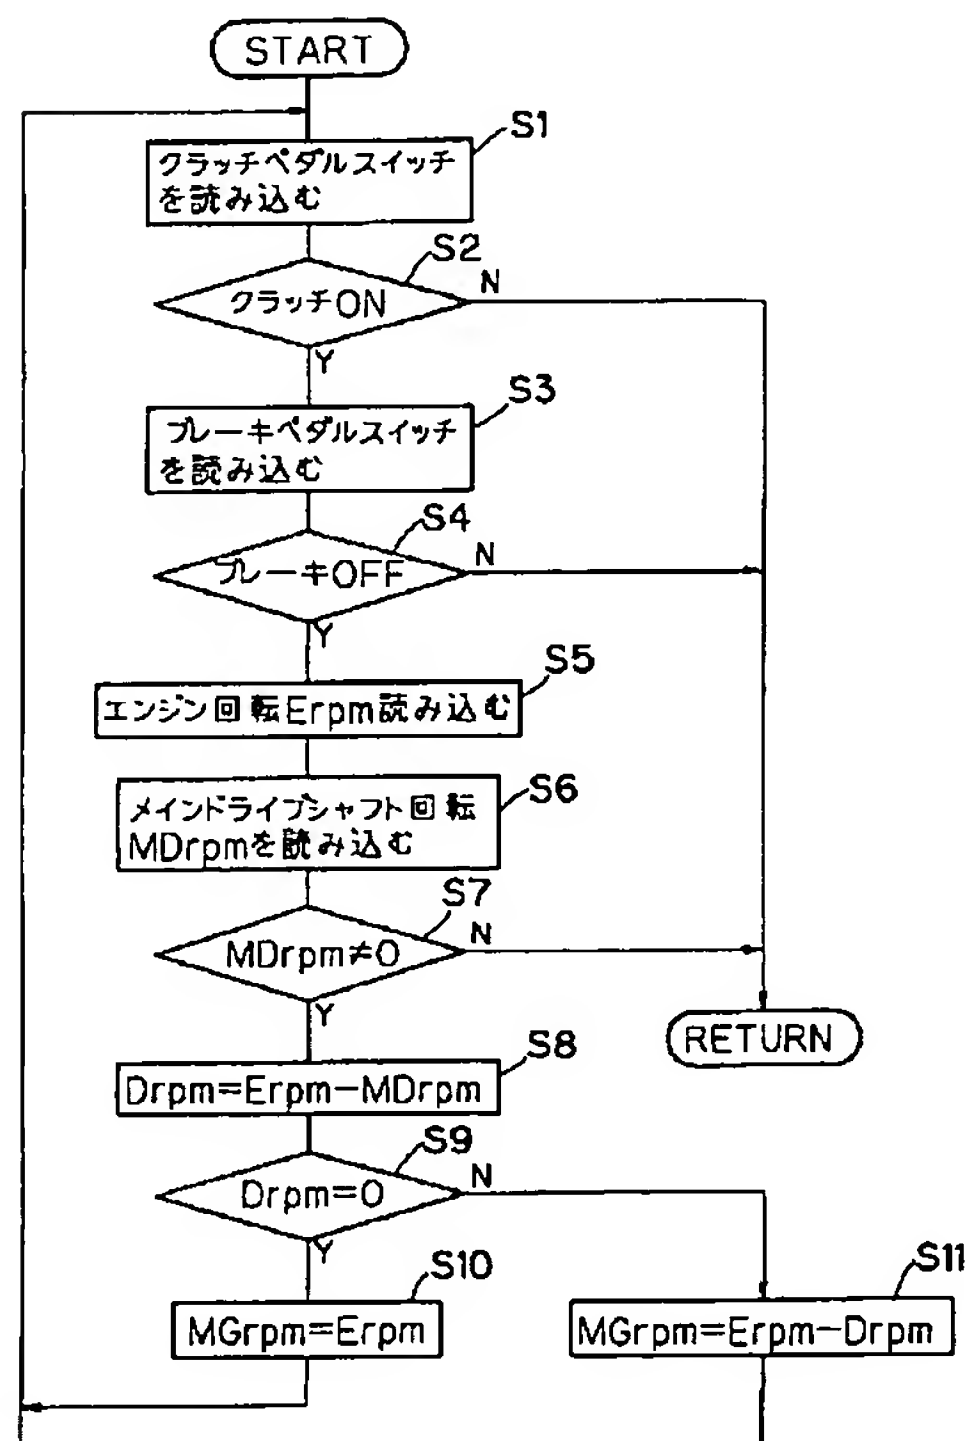 START
S1
クラッチペダルスイッチ
を読み込む
S2
クラッチON
N
Y
S3
ブレーキペダルスイッチ
を読み込む
S4
ブレーキOFF
N
Y
S5
エンジン回転Erpm読み込む
S6
メインドライブシャフト回転
MDrpmを読み込む
S7
MDrpm≠0
N
Y
RETURN
S8
Drpm=Erpm-MDrpm
S9
Drpm=0
N
Y
S10
MGrpm=Erpm
S11
MGrpm=Erpm-Drpm